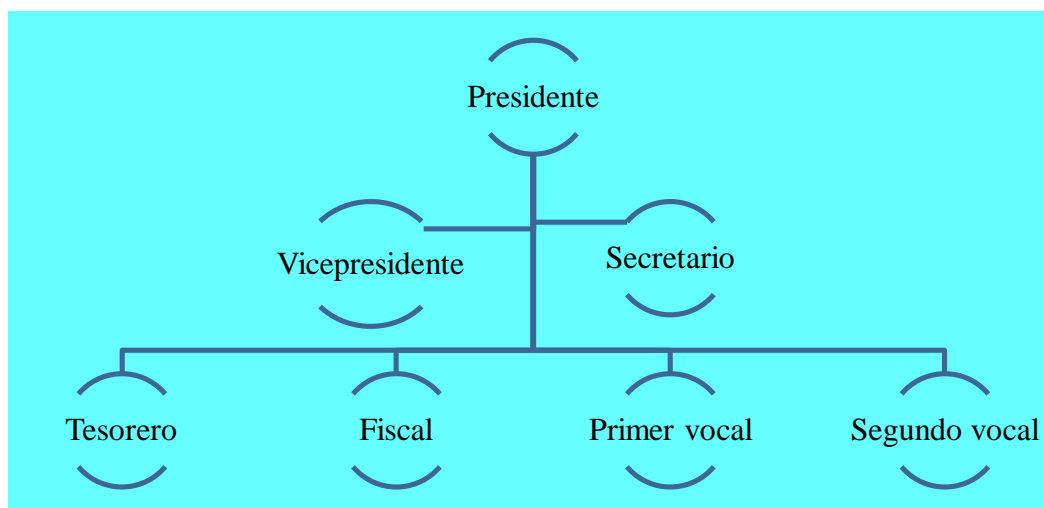 Presidente
Vicepresidente
Secretario
Tesorero
Fiscal
Primer vocal
Segundo vocal